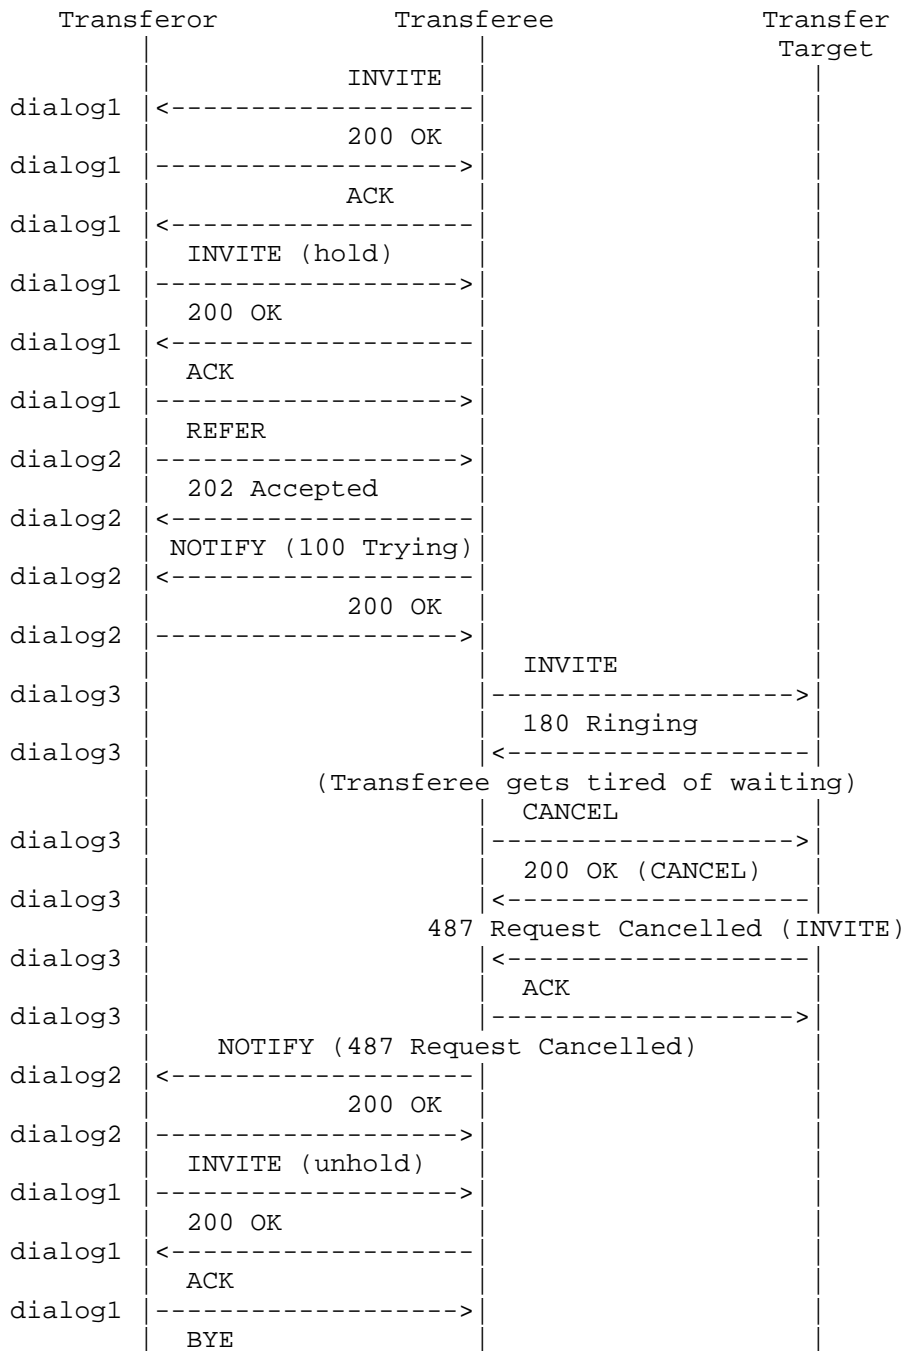 Transferor Transferee Transfer
| | Target
| INVITE | |
dialog1 |<-------------------| |
| 200 OK | |
dialog1 |------------------->| |
| ACK | |
dialog1 |<-------------------| |
| INVITE (hold) | |
dialog1 |------------------->| |
| 200 OK | |
dialog1 |<-------------------| |
| ACK | |
dialog1 |------------------->| |
| REFER | |
dialog2 |------------------->| |
| 202 Accepted | |
dialog2 |<-------------------| |
| NOTIFY (100 Trying)| |
dialog2 |<-------------------| |
| 200 OK | |
dialog2 |------------------->| |
| | INVITE |
dialog3 | |------------------->|
| | 180 Ringing |
dialog3 | |<-------------------|
| (Transferee gets tired of waiting)
| | CANCEL |
dialog3 | |------------------->|
| | 200 OK (CANCEL) |
dialog3 | |<-------------------|
| 487 Request Cancelled (INVITE)
dialog3 | |<-------------------|
| | ACK |
dialog3 | |------------------->|
| NOTIFY (487 Request Cancelled) |
dialog2 |<-------------------| |
| 200 OK | |
dialog2 |------------------->| |
| INVITE (unhold) | |
dialog1 |------------------->| |
| 200 OK | |
dialog1 |<-------------------| |
| ACK | |
dialog1 |------------------->| |
| BYE | |